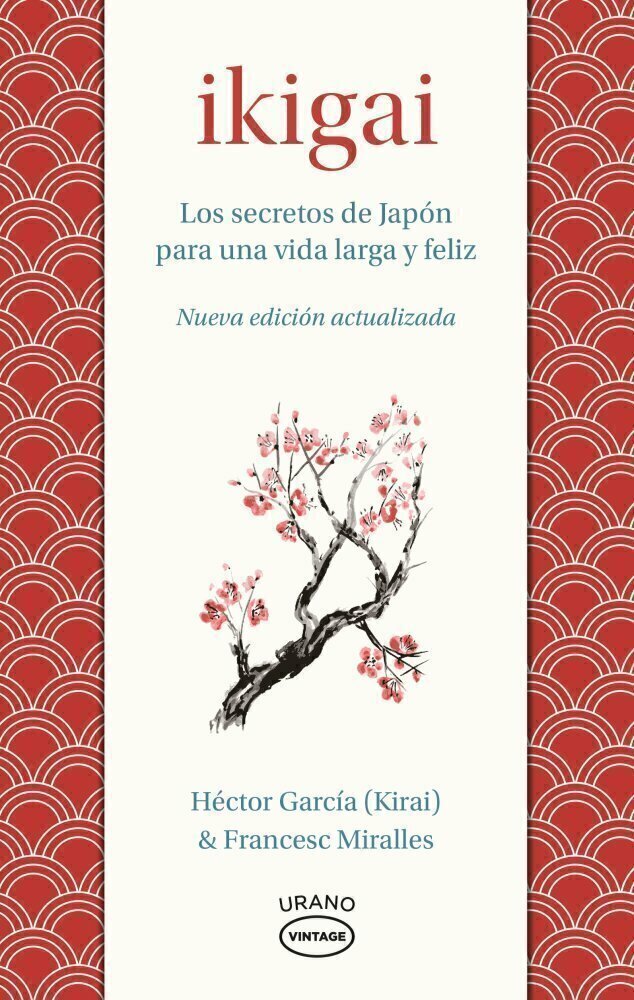 ikigai
Los secretos de Japón
para una vida larga y feliz
Nueva edición actualizada
Héctor García (Kirai)
& Francesc Miralles
URANO
VINTAGE